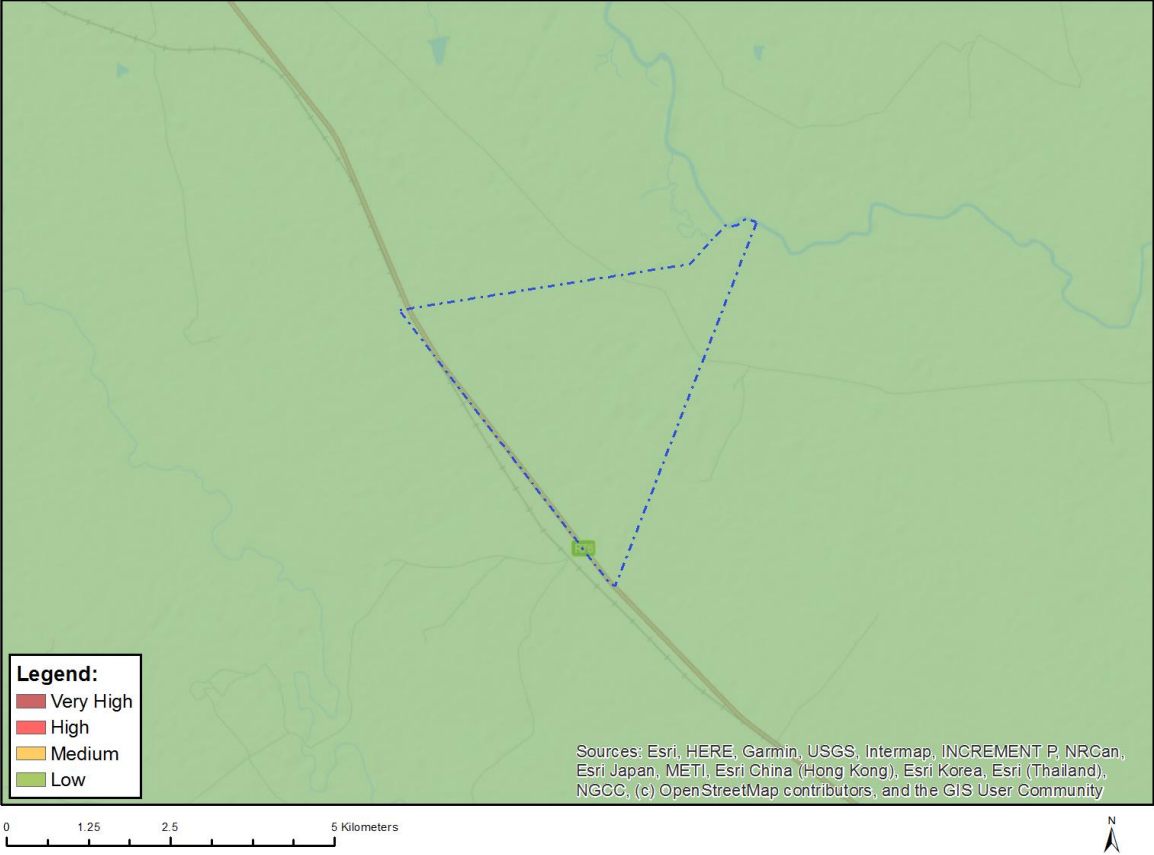 Legend:
Very High
High
Medium
Low
Sources: Esri, HERE, Garmin, USGS, Intermap, INCREMENT P, NRCan,
Esri Japan, METI, Esri China (Hong Kong), Esri Korea, Esri (Thailand),
NGCC, (c) OpenStreetMap contributors, and the GIS User Community
0 1.25 2.5 5 Kilometers
N